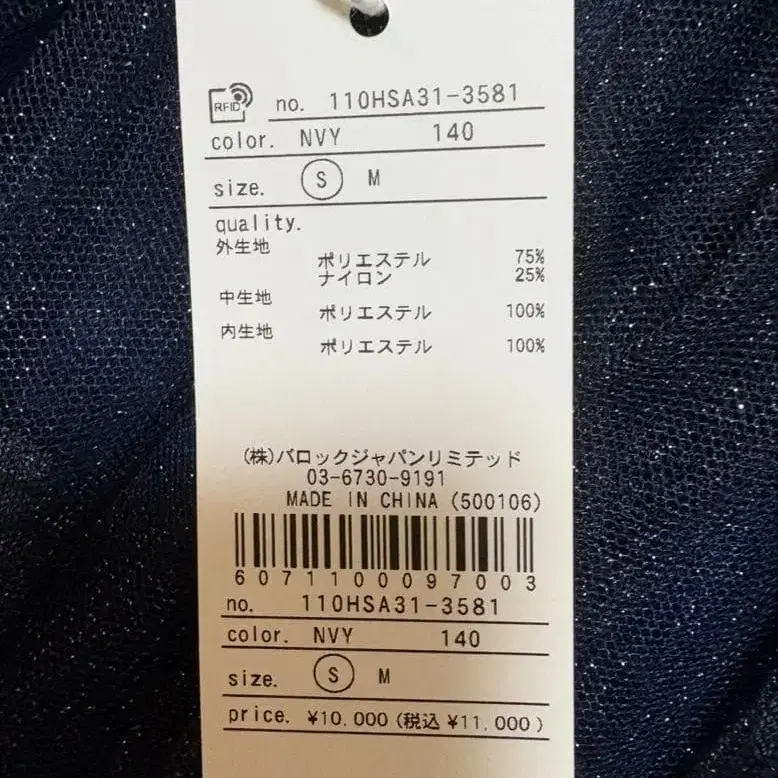 RFID
no. 110HSA31-3581
color. NVY 140
size. S M
quality.
外生地
ポリエステル 75%
ナイロン 25%
中生地
ポリエステル 100%
内生地
ポリエステル 100%
(株)バロックジャパンリミテッド
03-6730-9191
MADE IN CHINA (500106)
6071100097003
no. 110HSA31-3581
color. NVY 140
size. S M
price. ¥10,000 (税込 ¥11,000)